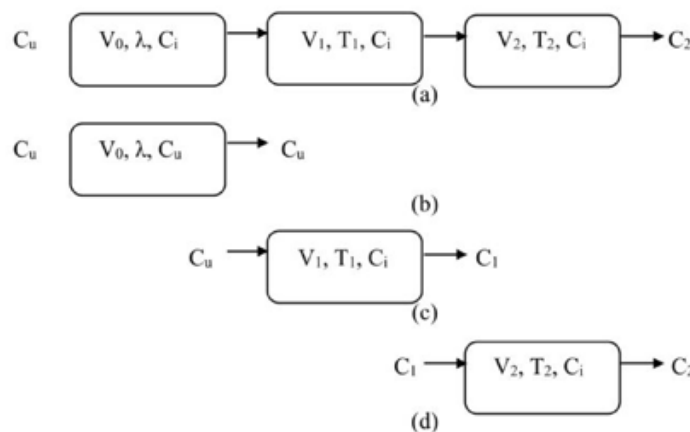 Cᵤ V₀, λ, Cᵢ V₁, T₁, Cᵢ V₂, T₂, Cᵢ C₂
(a)
Cᵤ V₀, λ, Cᵤ Cᵤ
(b)
Cᵤ V₁, T₁, Cᵢ C₁
(c)
C₁ V₂, T₂, Cᵢ C₂
(d)